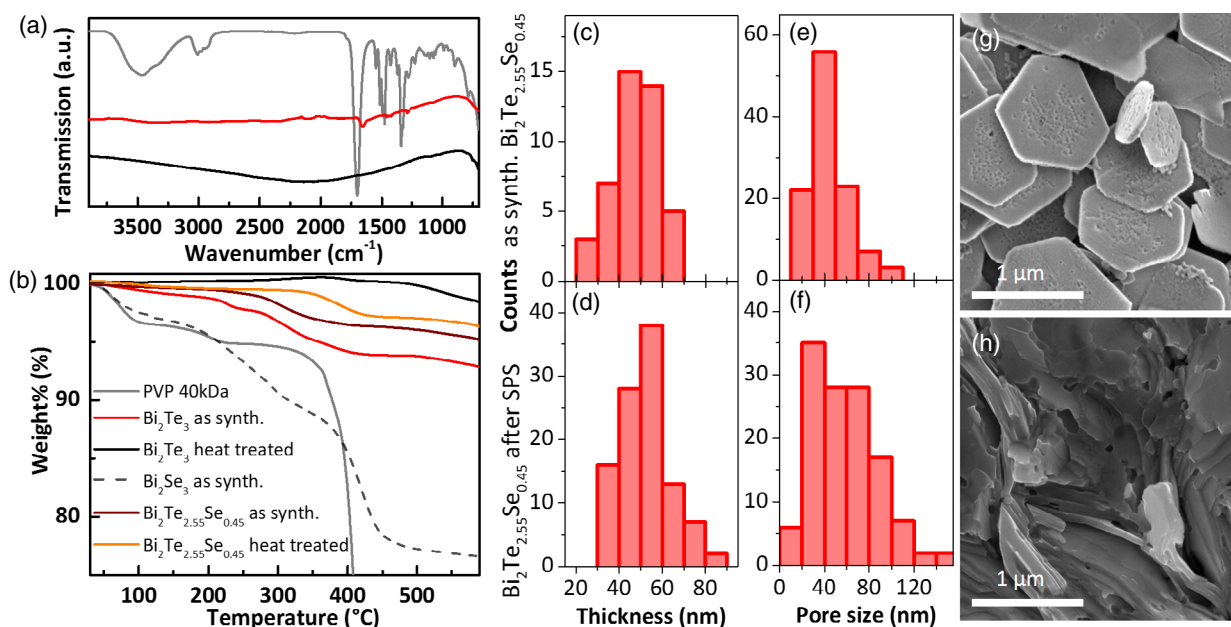 (a)
Transmission (a.u.)
3500 3000 2500 2000 1500 1000
Wavenumber (cm⁻¹)
(b)
100
90
80
Weight% (%)
PVP 40kDa
Bi₂Te₃ as synth.
Bi₂Te₃ heat treated
Bi₂Se₃ as synth.
Bi₂Te₂.₅₅Se₀.₄₅ as synth.
Bi₂Te₂.₅₅Se₀.₄₅ heat treated
100 200 300 400 500
Temperature (°C)
Counts as synth. Bi₂Te₂.₅₅Se₀.₄₅
Bi₂Te₂.₅₅Se₀.₄₅ after SPS
(c)
15
10
5
0
(d)
30
20
10
0
20 40 60 80
Thickness (nm)
(e)
60
40
20
0
(f)
40
30
20
10
0
0 40 80 120
Pore size (nm)
(g)
1 µm
(h)
1 µm